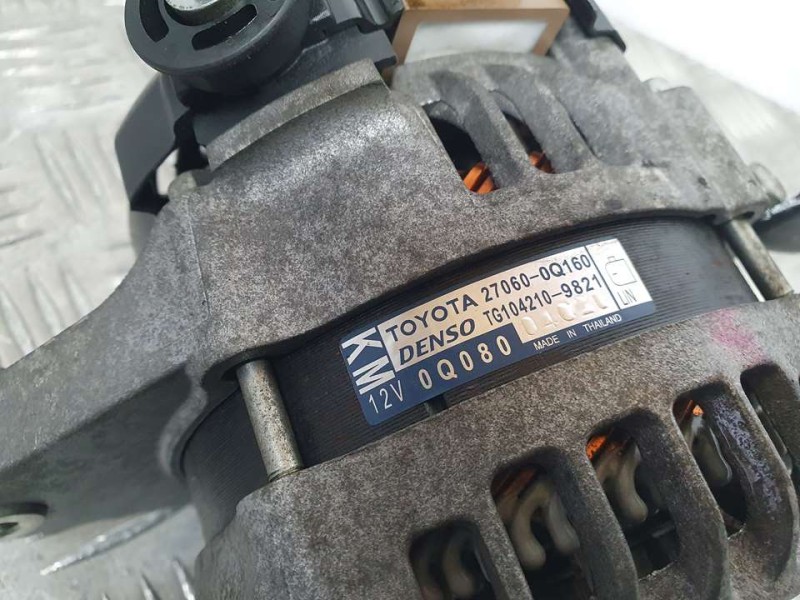 KM
TOYOTA 27060-0Q160
DENSO TG104210-9821
12V 0Q080
MADE IN THAILAND
LIN